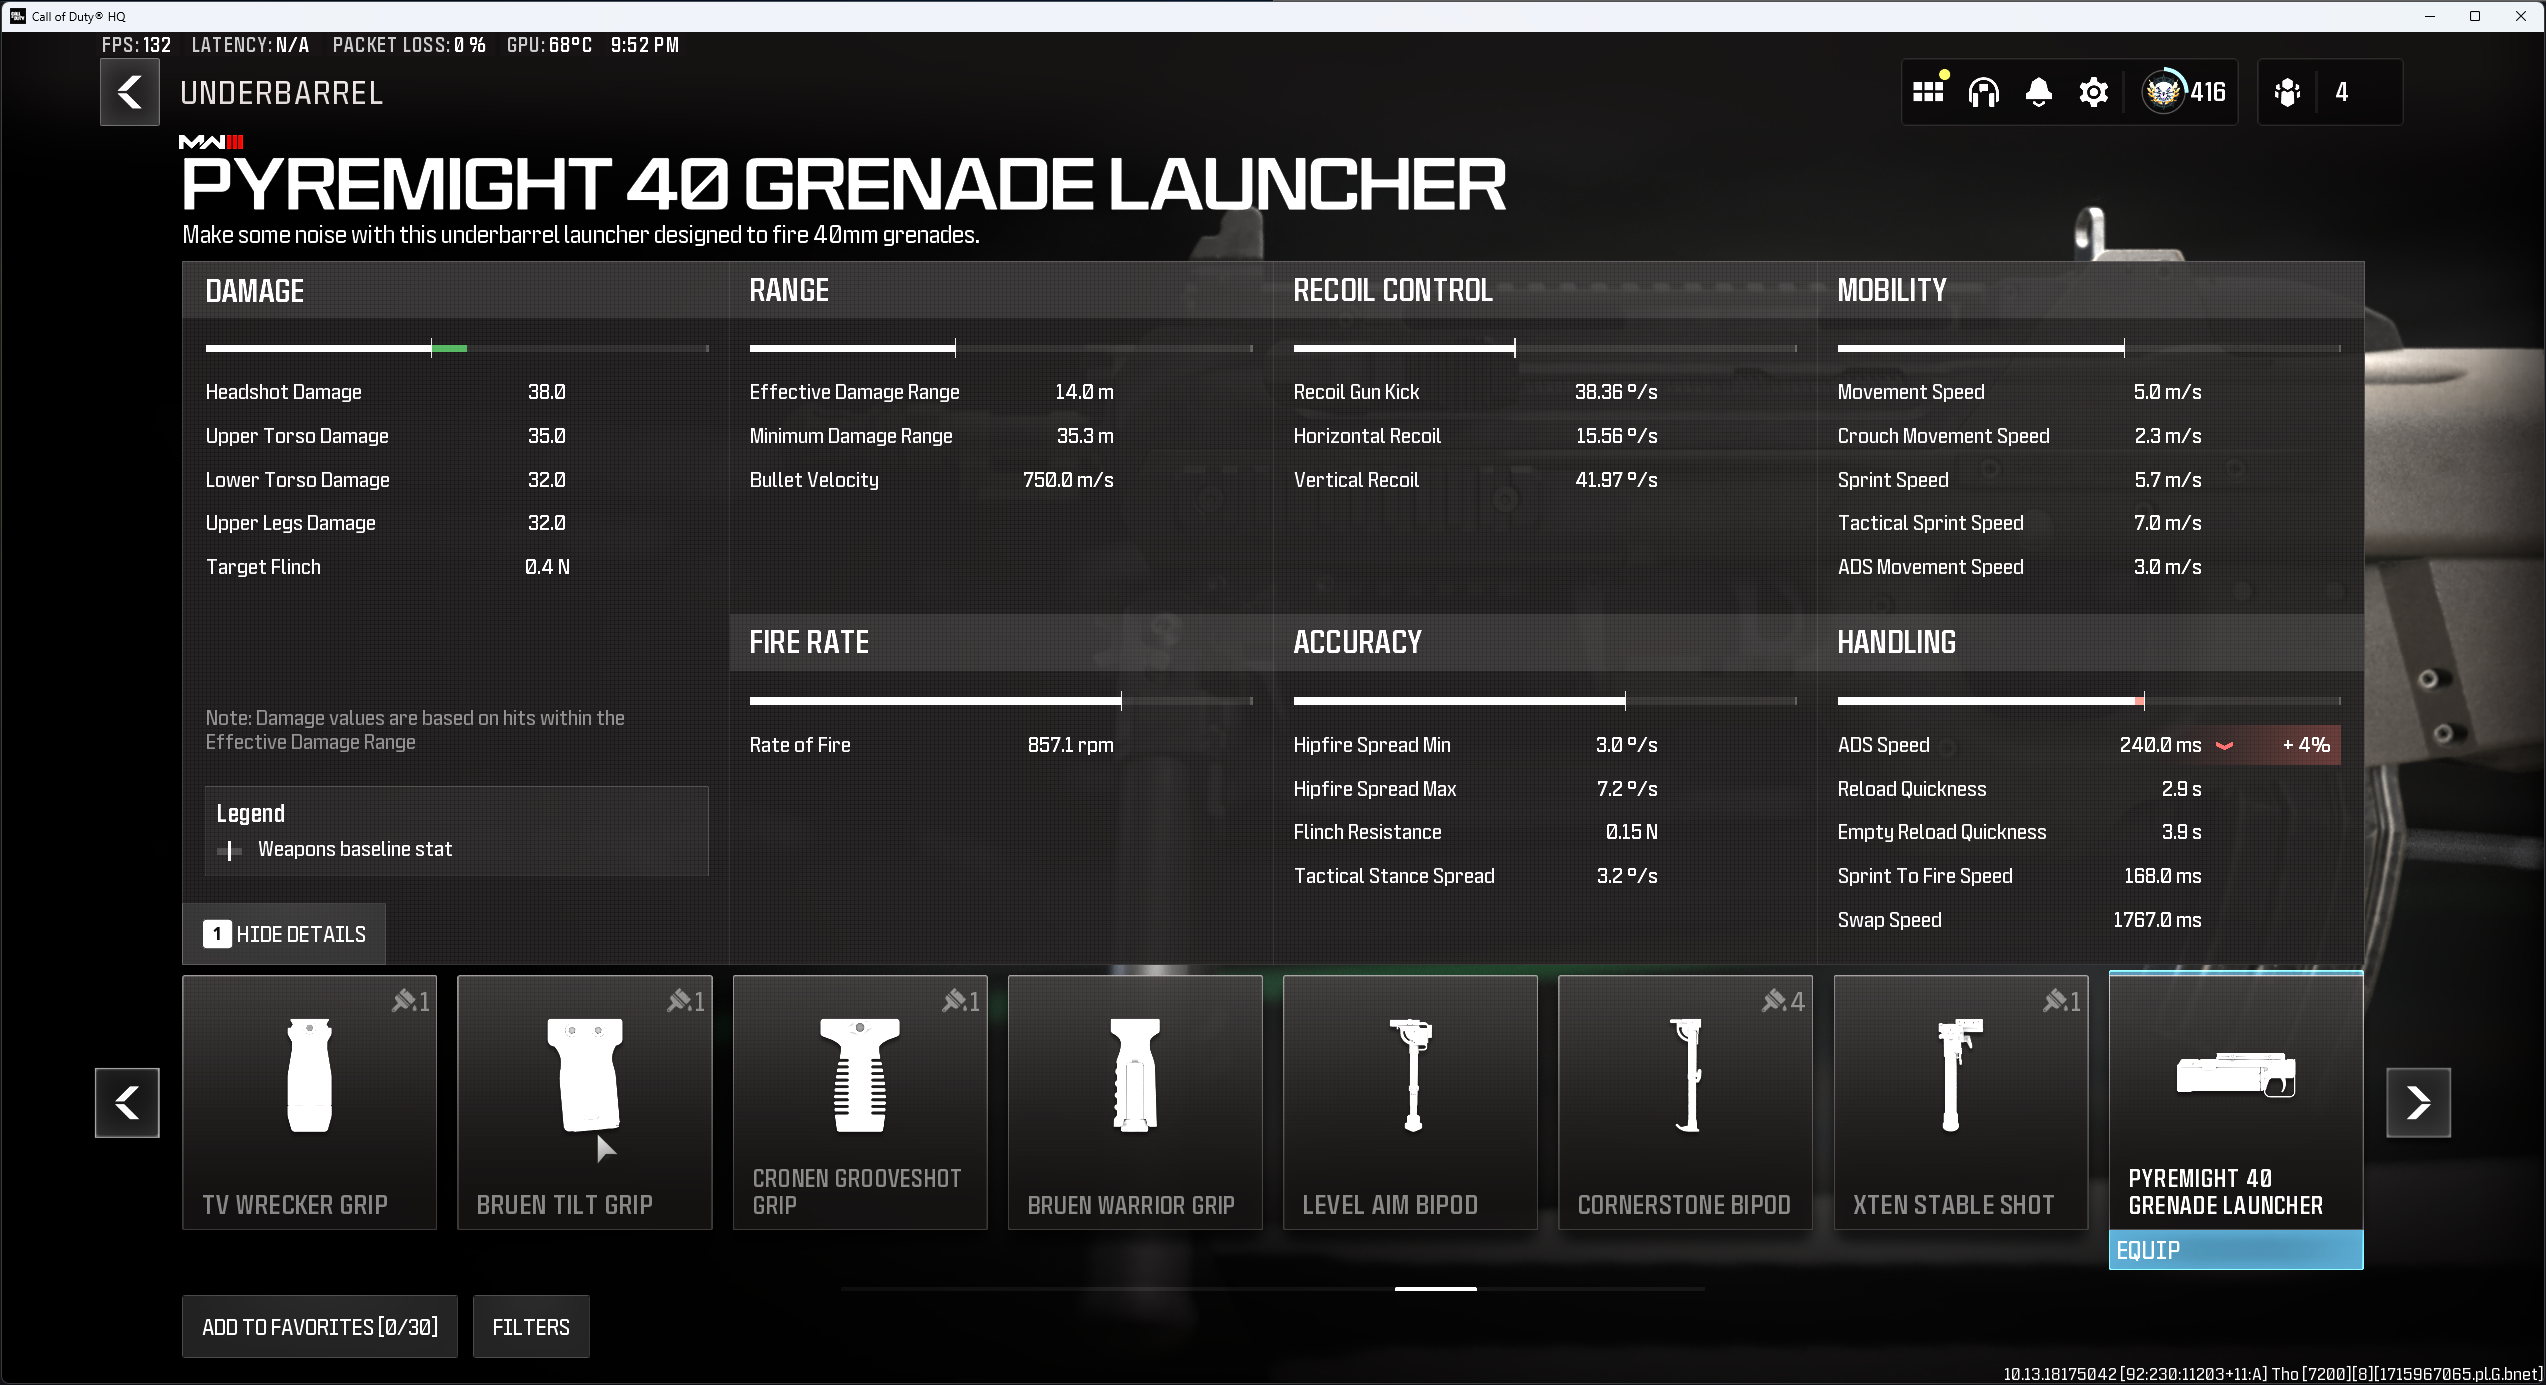 Call of Duty® HQ
FPS: 132 LATENCY: N/A PACKET LOSS: 0 % GPU: 68°C 9:52 PM
UNDERBARREL
416
4
MWIII
PYREMIGHT 40 GRENADE LAUNCHER
Make some noise with this underbarrel launcher designed to fire 40mm grenades.
DAMAGE
Headshot Damage 38.0
Upper Torso Damage 35.0
Lower Torso Damage 32.0
Upper Legs Damage 32.0
Target Flinch 0.4 N
Note: Damage values are based on hits within the
Effective Damage Range
Legend
Weapons baseline stat
1 HIDE DETAILS
RANGE
Effective Damage Range 14.0 m
Minimum Damage Range 35.3 m
Bullet Velocity 750.0 m/s
FIRE RATE
Rate of Fire 857.1 rpm
RECOIL CONTROL
Recoil Gun Kick 38.36 º/s
Horizontal Recoil 15.56 º/s
Vertical Recoil 41.97 º/s
ACCURACY
Hipfire Spread Min 3.0 º/s
Hipfire Spread Max 7.2 º/s
Flinch Resistance 0.15 N
Tactical Stance Spread 3.2 º/s
MOBILITY
Movement Speed 5.0 m/s
Crouch Movement Speed 2.3 m/s
Sprint Speed 5.7 m/s
Tactical Sprint Speed 7.0 m/s
ADS Movement Speed 3.0 m/s
HANDLING
ADS Speed 240.0 ms + 4%
Reload Quickness 2.9 s
Empty Reload Quickness 3.9 s
Sprint To Fire Speed 168.0 ms
Swap Speed 1767.0 ms
1
TV WRECKER GRIP
1
BRUEN TILT GRIP
1
CRONEN GROOVESHOT
GRIP
BRUEN WARRIOR GRIP
LEVEL AIM BIPOD
4
CORNERSTONE BIPOD
1
XTEN STABLE SHOT
PYREMIGHT 40
GRENADE LAUNCHER
EQUIP
ADD TO FAVORITES [0/30]
FILTERS
10.13.18175042 [92:230:11203+11:A] Tho [7200][8][1715967065.pl.G.bnet]